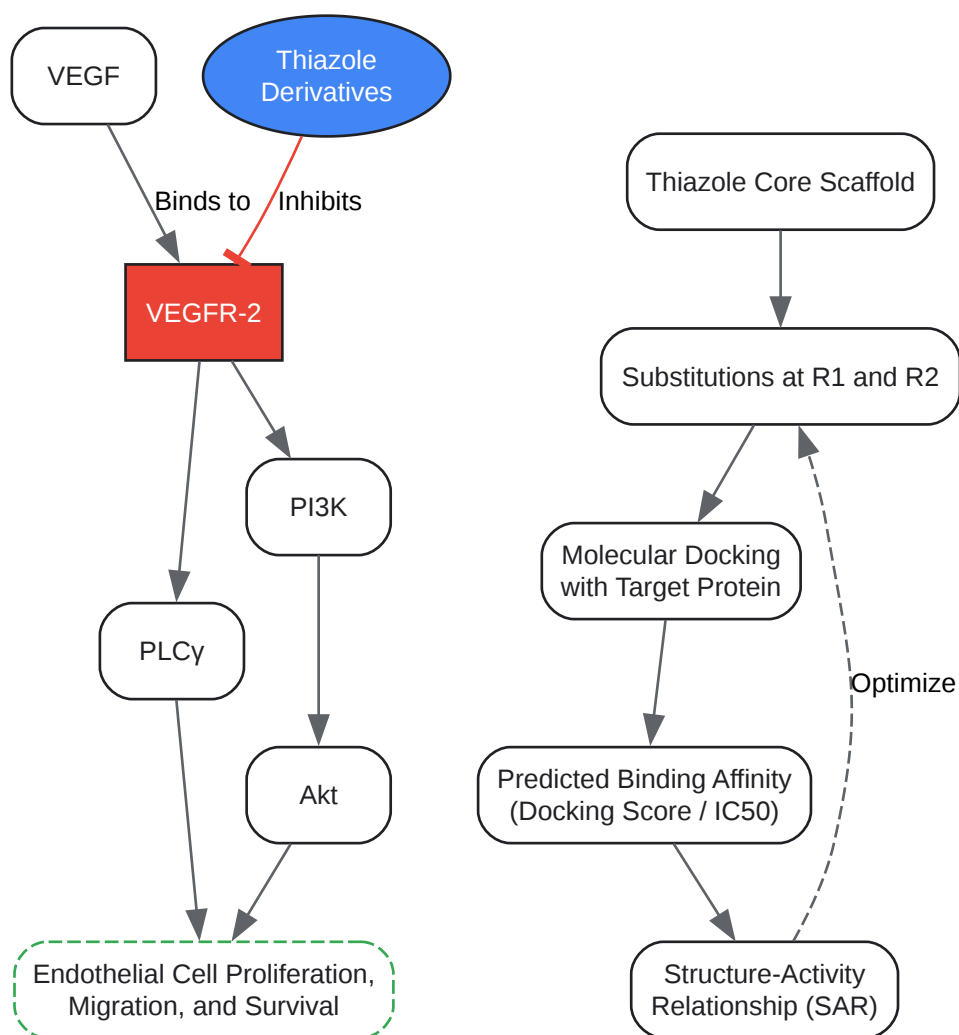 VEGF
Thiazole
Derivatives
Binds to
Inhibits
VEGFR-2
PI3K
PLCγ
Akt
Endothelial Cell Proliferation,
Migration, and Survival
Thiazole Core Scaffold
Substitutions at R1 and R2
Molecular Docking
with Target Protein
Optimize
Predicted Binding Affinity
(Docking Score / IC50)
Structure-Activity
Relationship (SAR)